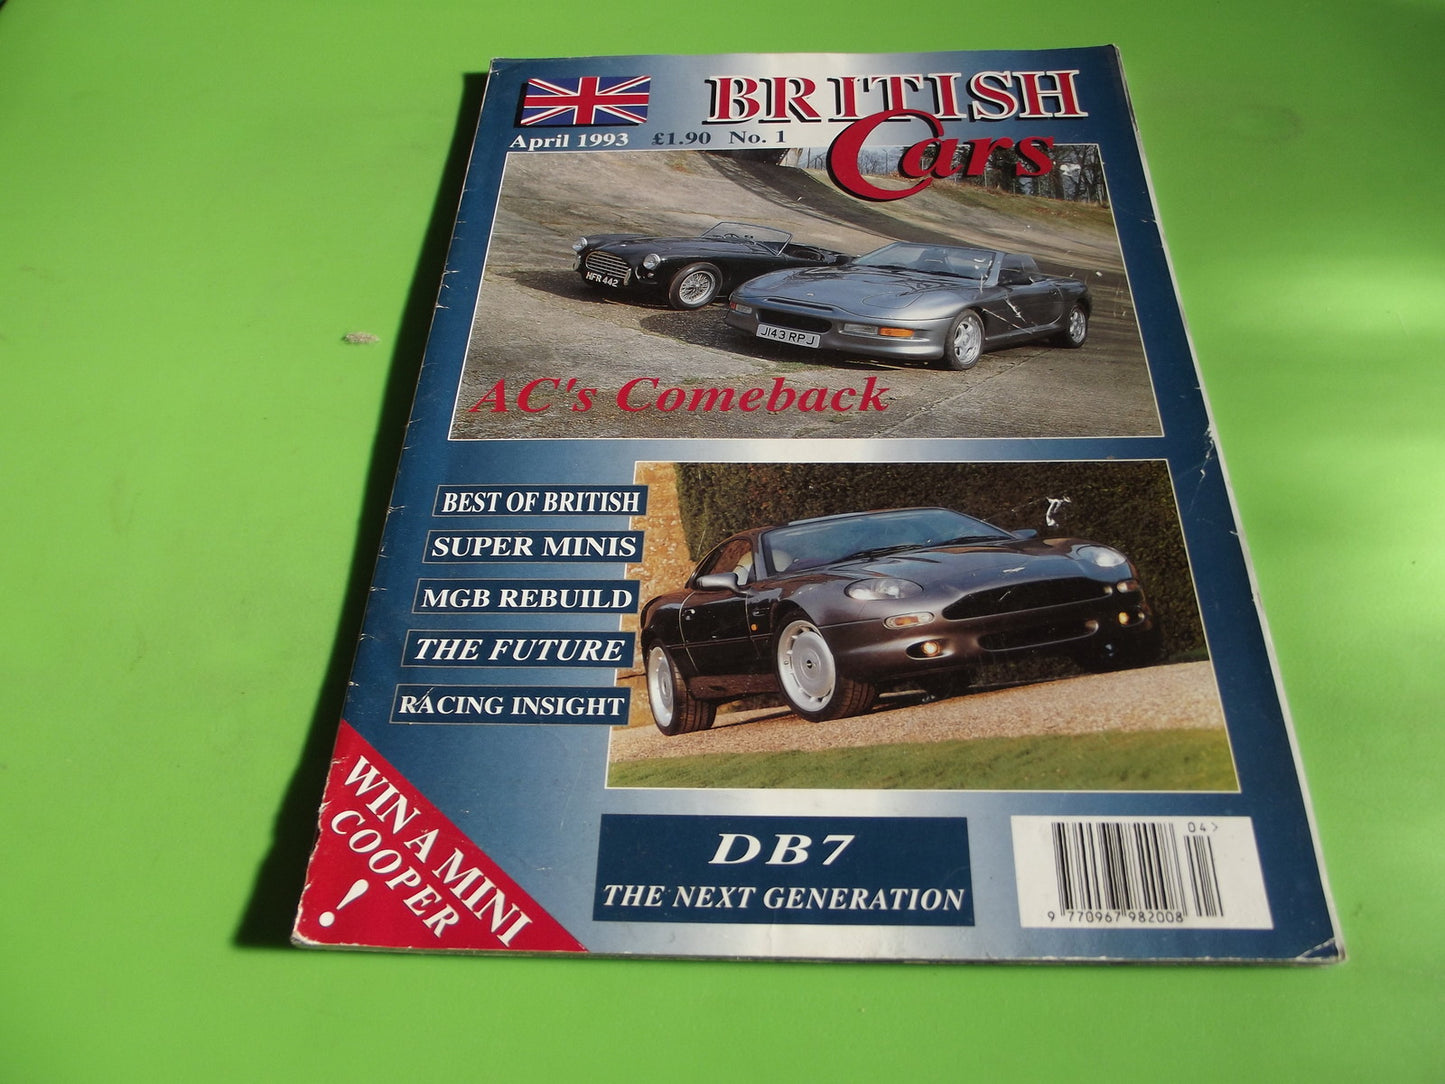 BRITISH
Cars
April 1993 £1.90 No. 1
HFR 442
J143 RPJ
AC's Comeback
BEST OF BRITISH
SUPER MINIS
MGB REBUILD
THE FUTURE
RACING INSIGHT
WIN A MINI
COOPER
!
DB7
THE NEXT GENERATION
04>
9 770967 982008